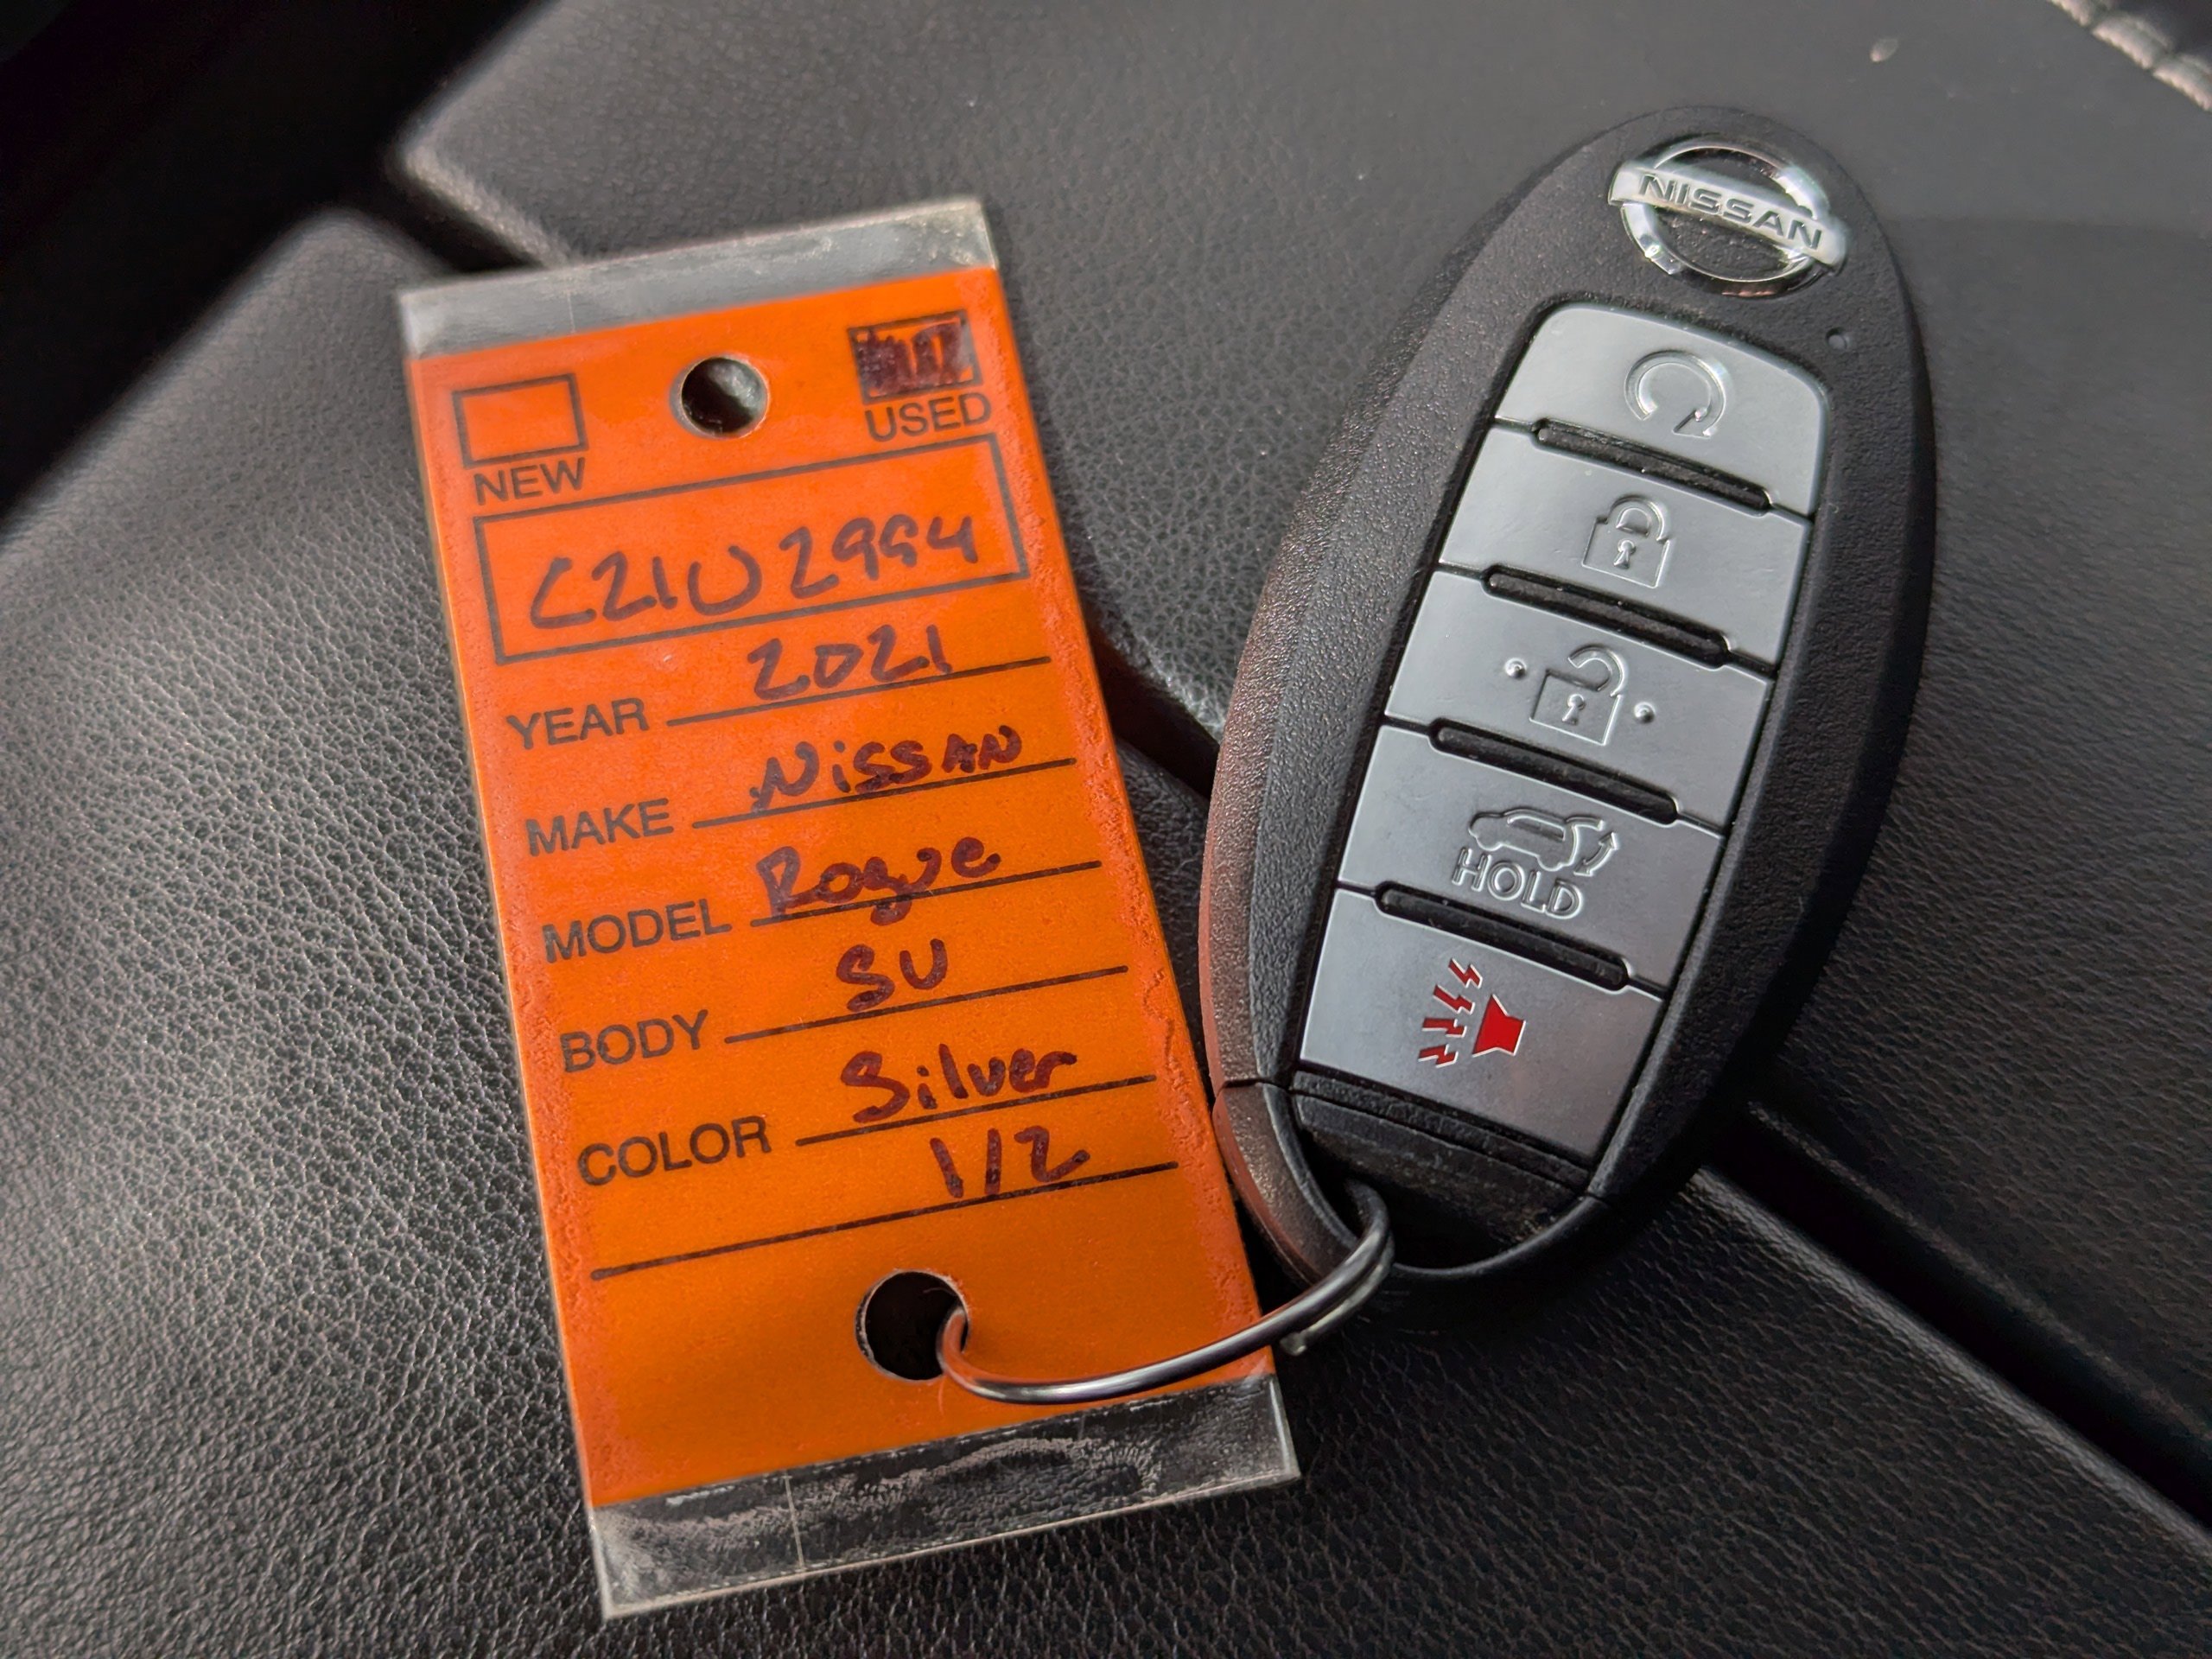 NEW
USED
C21U2994
YEAR 2021
MAKE Nissan
MODEL Rogue
BODY SU
COLOR Silver
1/2
NISSAN
HOLD